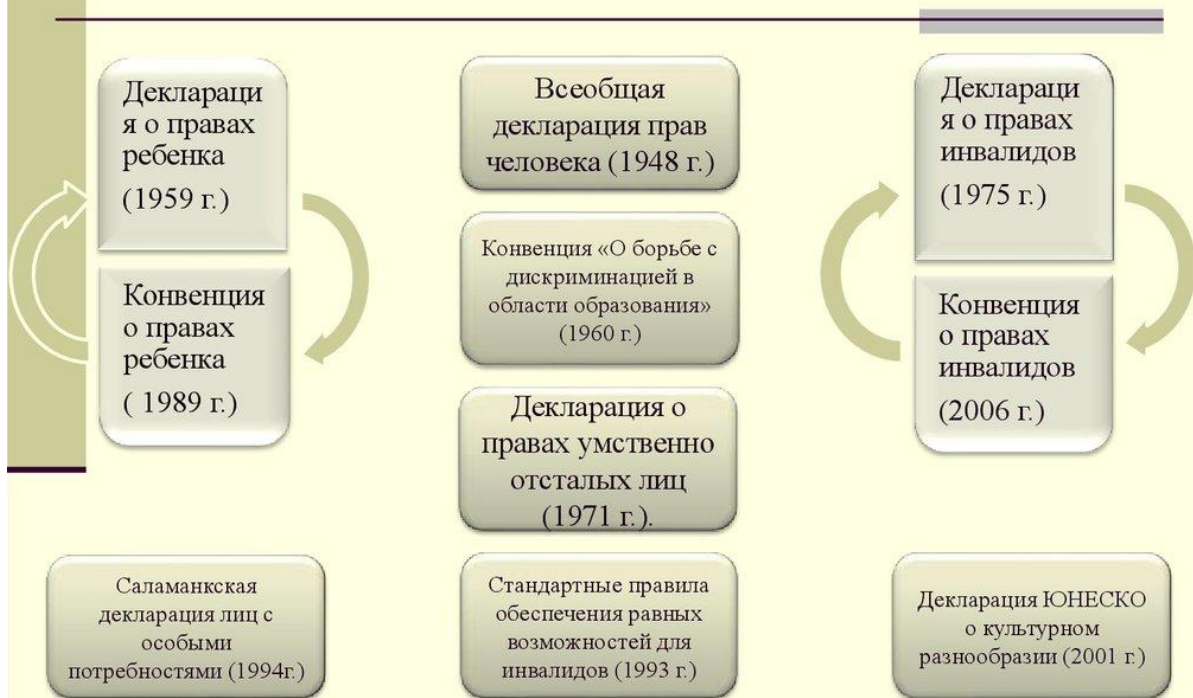 Деклараци
я о правах
ребенка
(1959 г.)
Конвенция
о правах
ребенка
( 1989 г.)
Всеобщая
декларация прав
человека (1948 г.)
Конвенция «О борьбе с
дискриминацией в
области образования»
(1960 г.)
Декларация о
правах умственно
отсталых лиц
(1971 г.).
Деклараци
я о правах
инвалидов
(1975 г.)
Конвенция
о правах
инвалидов
(2006 г.)
Саламанкская
декларация лиц с
особыми
потребностями (1994г.)
Стандартные правила
обеспечения равных
возможностей для
инвалидов (1993 г.)
Декларация ЮНЕСКО
о культурном
разнообразии (2001 г.)